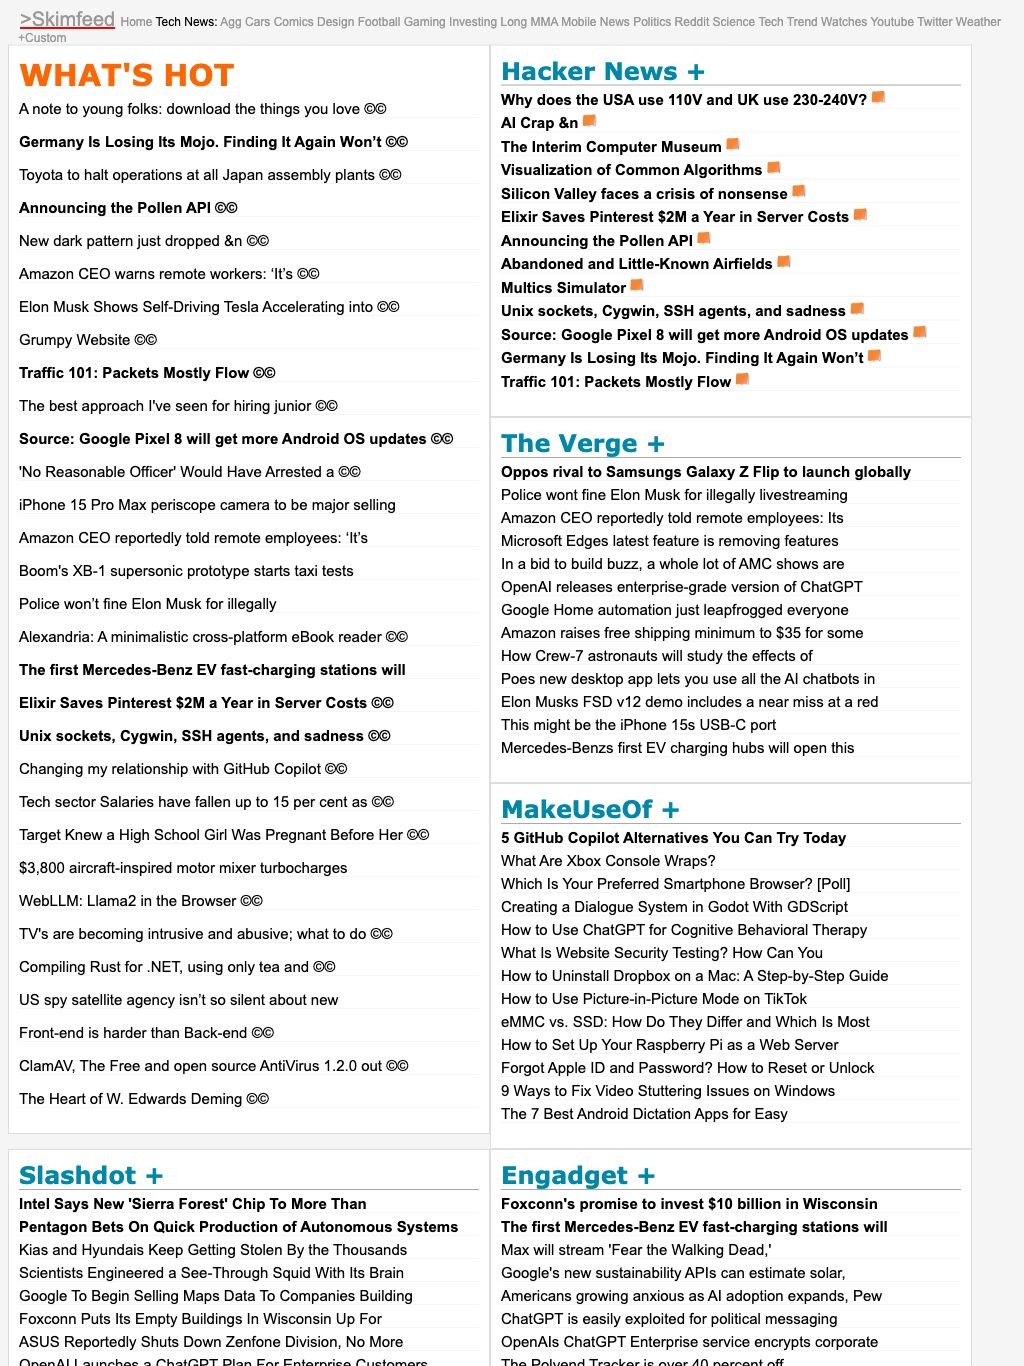 >Skimfeed Home Tech News: Agg Cars Comics Design Football Gaming Investing Long MMA Mobile News Politics Reddit Science Tech Trend Watches Youtube Twitter Weather
+Custom
WHAT'S HOT
A note to young folks: download the things you love ©©
Germany Is Losing Its Mojo. Finding It Again Won’t ©©
Toyota to halt operations at all Japan assembly plants ©©
Announcing the Pollen API ©©
New dark pattern just dropped &n ©©
Amazon CEO warns remote workers: ‘It’s ©©
Elon Musk Shows Self-Driving Tesla Accelerating into ©©
Grumpy Website ©©
Traffic 101: Packets Mostly Flow ©©
The best approach I've seen for hiring junior ©©
Source: Google Pixel 8 will get more Android OS updates ©©
'No Reasonable Officer' Would Have Arrested a ©©
iPhone 15 Pro Max periscope camera to be major selling
Amazon CEO reportedly told remote employees: ‘It’s
Boom's XB-1 supersonic prototype starts taxi tests
Police won’t fine Elon Musk for illegally
Alexandria: A minimalistic cross-platform eBook reader ©©
The first Mercedes-Benz EV fast-charging stations will
Elixir Saves Pinterest $2M a Year in Server Costs ©©
Unix sockets, Cygwin, SSH agents, and sadness ©©
Changing my relationship with GitHub Copilot ©©
Tech sector Salaries have fallen up to 15 per cent as ©©
Target Knew a High School Girl Was Pregnant Before Her ©©
$3,800 aircraft-inspired motor mixer turbocharges
WebLLM: Llama2 in the Browser ©©
TV's are becoming intrusive and abusive; what to do ©©
Compiling Rust for .NET, using only tea and ©©
US spy satellite agency isn’t so silent about new
Front-end is harder than Back-end ©©
ClamAV, The Free and open source AntiVirus 1.2.0 out ©©
The Heart of W. Edwards Deming ©©
Hacker News +
Why does the USA use 110V and UK use 230-240V?
AI Crap &n
The Interim Computer Museum
Visualization of Common Algorithms
Silicon Valley faces a crisis of nonsense
Elixir Saves Pinterest $2M a Year in Server Costs
Announcing the Pollen API
Abandoned and Little-Known Airfields
Multics Simulator
Unix sockets, Cygwin, SSH agents, and sadness
Source: Google Pixel 8 will get more Android OS updates
Germany Is Losing Its Mojo. Finding It Again Won’t
Traffic 101: Packets Mostly Flow
The Verge +
Oppos rival to Samsungs Galaxy Z Flip to launch globally
Police wont fine Elon Musk for illegally livestreaming
Amazon CEO reportedly told remote employees: Its
Microsoft Edges latest feature is removing features
In a bid to build buzz, a whole lot of AMC shows are
OpenAI releases enterprise-grade version of ChatGPT
Google Home automation just leapfrogged everyone
Amazon raises free shipping minimum to $35 for some
How Crew-7 astronauts will study the effects of
Poes new desktop app lets you use all the AI chatbots in
Elon Musks FSD v12 demo includes a near miss at a red
This might be the iPhone 15s USB-C port
Mercedes-Benzs first EV charging hubs will open this
MakeUseOf +
5 GitHub Copilot Alternatives You Can Try Today
What Are Xbox Console Wraps?
Which Is Your Preferred Smartphone Browser? [Poll]
Creating a Dialogue System in Godot With GDScript
How to Use ChatGPT for Cognitive Behavioral Therapy
What Is Website Security Testing? How Can You
How to Uninstall Dropbox on a Mac: A Step-by-Step Guide
How to Use Picture-in-Picture Mode on TikTok
eMMC vs. SSD: How Do They Differ and Which Is Most
How to Set Up Your Raspberry Pi as a Web Server
Forgot Apple ID and Password? How to Reset or Unlock
9 Ways to Fix Video Stuttering Issues on Windows
The 7 Best Android Dictation Apps for Easy
Slashdot +
Intel Says New 'Sierra Forest' Chip To More Than
Pentagon Bets On Quick Production of Autonomous Systems
Kias and Hyundais Keep Getting Stolen By the Thousands
Scientists Engineered a See-Through Squid With Its Brain
Google To Begin Selling Maps Data To Companies Building
Foxconn Puts Its Empty Buildings In Wisconsin Up For
ASUS Reportedly Shuts Down Zenfone Division, No More
OpenAI Launches a ChatGPT Plan For Enterprise Customers
Engadget +
Foxconn's promise to invest $10 billion in Wisconsin
The first Mercedes-Benz EV fast-charging stations will
Max will stream 'Fear the Walking Dead,'
Google's new sustainability APIs can estimate solar,
Americans growing anxious as AI adoption expands, Pew
ChatGPT is easily exploited for political messaging
OpenAIs ChatGPT Enterprise service encrypts corporate
The Polyend Tracker is over 40 percent off